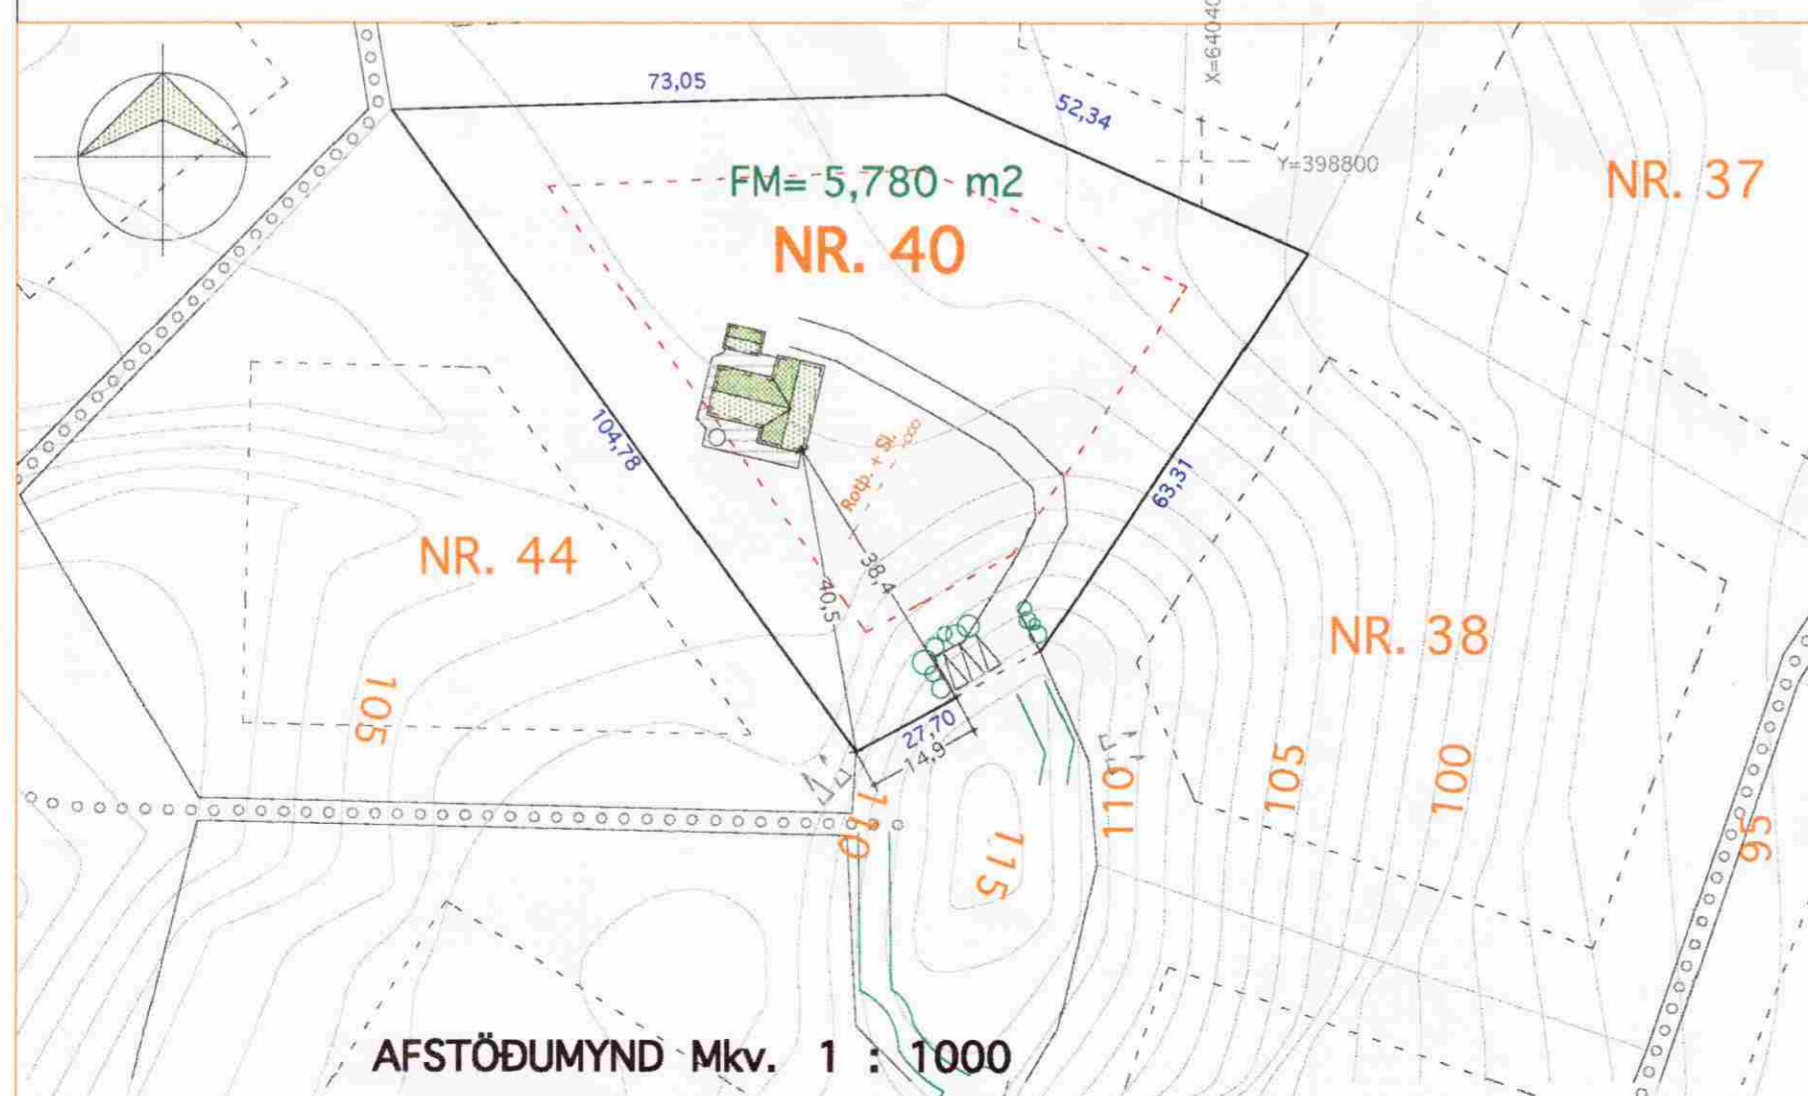 X=64040
73,05
52,34
Y=398800
FM= 5,780 m2
NR. 37
NR. 40
104,78
Rotþ. + Sl.
63,31
NR. 44
38,4
40,5
NR. 38
105
27,70
14,9
110
115
110
105
100
95
AFSTÖÐUMYND Mkv. 1 : 1000